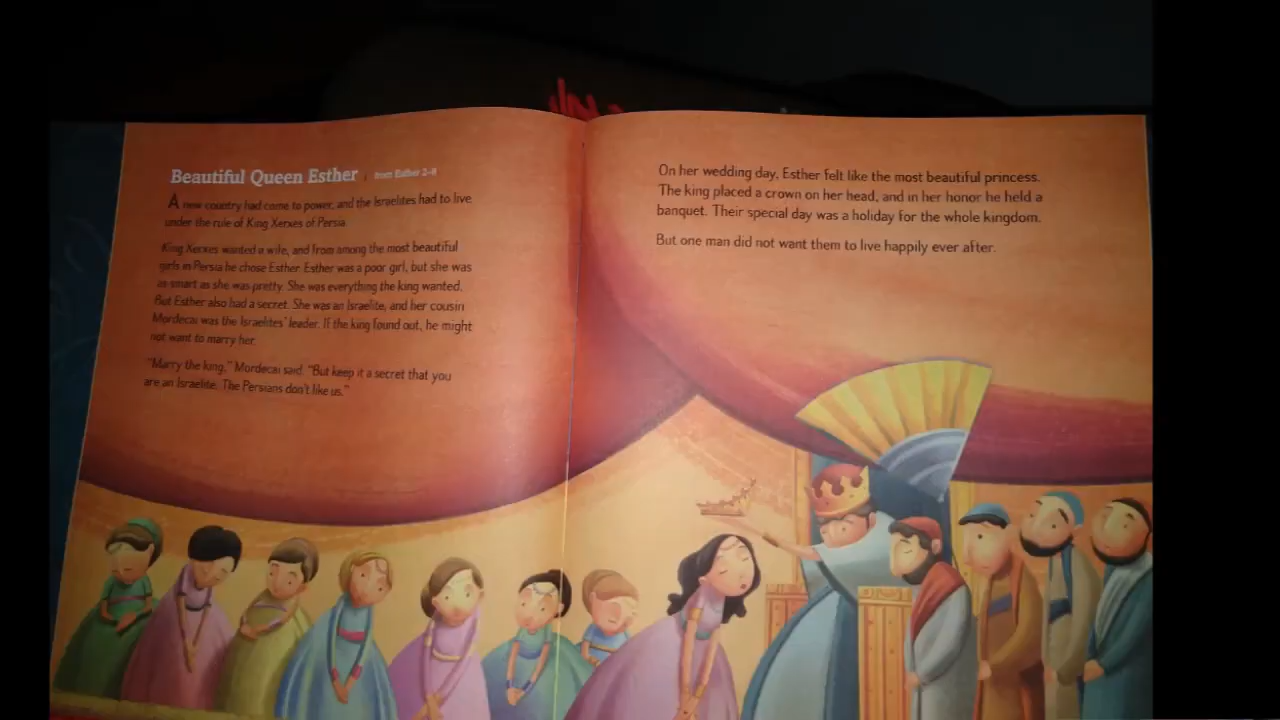 Beautiful Queen Esther | from Esther 2–8
A new country had come to power, and the Israelites had to live
under the rule of King Xerxes of Persia.
King Xerxes wanted a wife, and from among the most beautiful
girls in Persia he chose Esther. Esther was a poor girl, but she was
as smart as she was pretty. She was everything the king wanted.
But Esther also had a secret. She was an Israelite, and her cousin
Mordecai was the Israelites' leader. If the king found out, he might
not want to marry her.
"Marry the king," Mordecai said. "But keep it a secret that you
are an Israelite. The Persians don't like us."
On her wedding day, Esther felt like the most beautiful princess.
The king placed a crown on her head, and in her honor he held a
banquet. Their special day was a holiday for the whole kingdom.
But one man did not want them to live happily ever after.